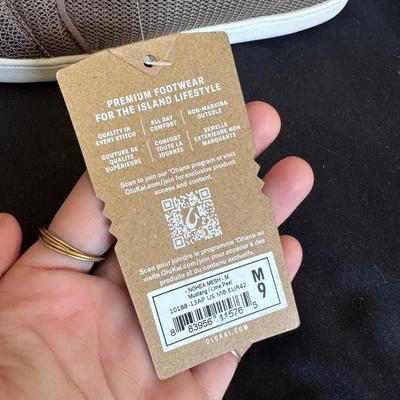 PREMIUM FOOTWEAR
FOR THE ISLAND LIFESTYLE
QUALITY IN
EVERY STITCH
ALL DAY
COMFORT
NON-MARKING
OUTSOLE
COUTURE DE
QUALITÉ
SUPÉRIEURE
CONFORT
TOUTE LA
JOURNÉE
SEMELLE
EXTÉRIEURE NON
MARQUANTE
Scan to join our 'Ohana program or visit
OluKai.com/join for exclusive product
access and content.
Scan pour joindre le programme 'Ohana ou
visite OluKai.com/join pour accéder à des
produits et du contenu exclusifs.
- NOHEA MESH - M
Mustang / Lime Peel
10188-13AP US M9 EUR42
8 83956 11576 5
M
9
OLUKAI.COM